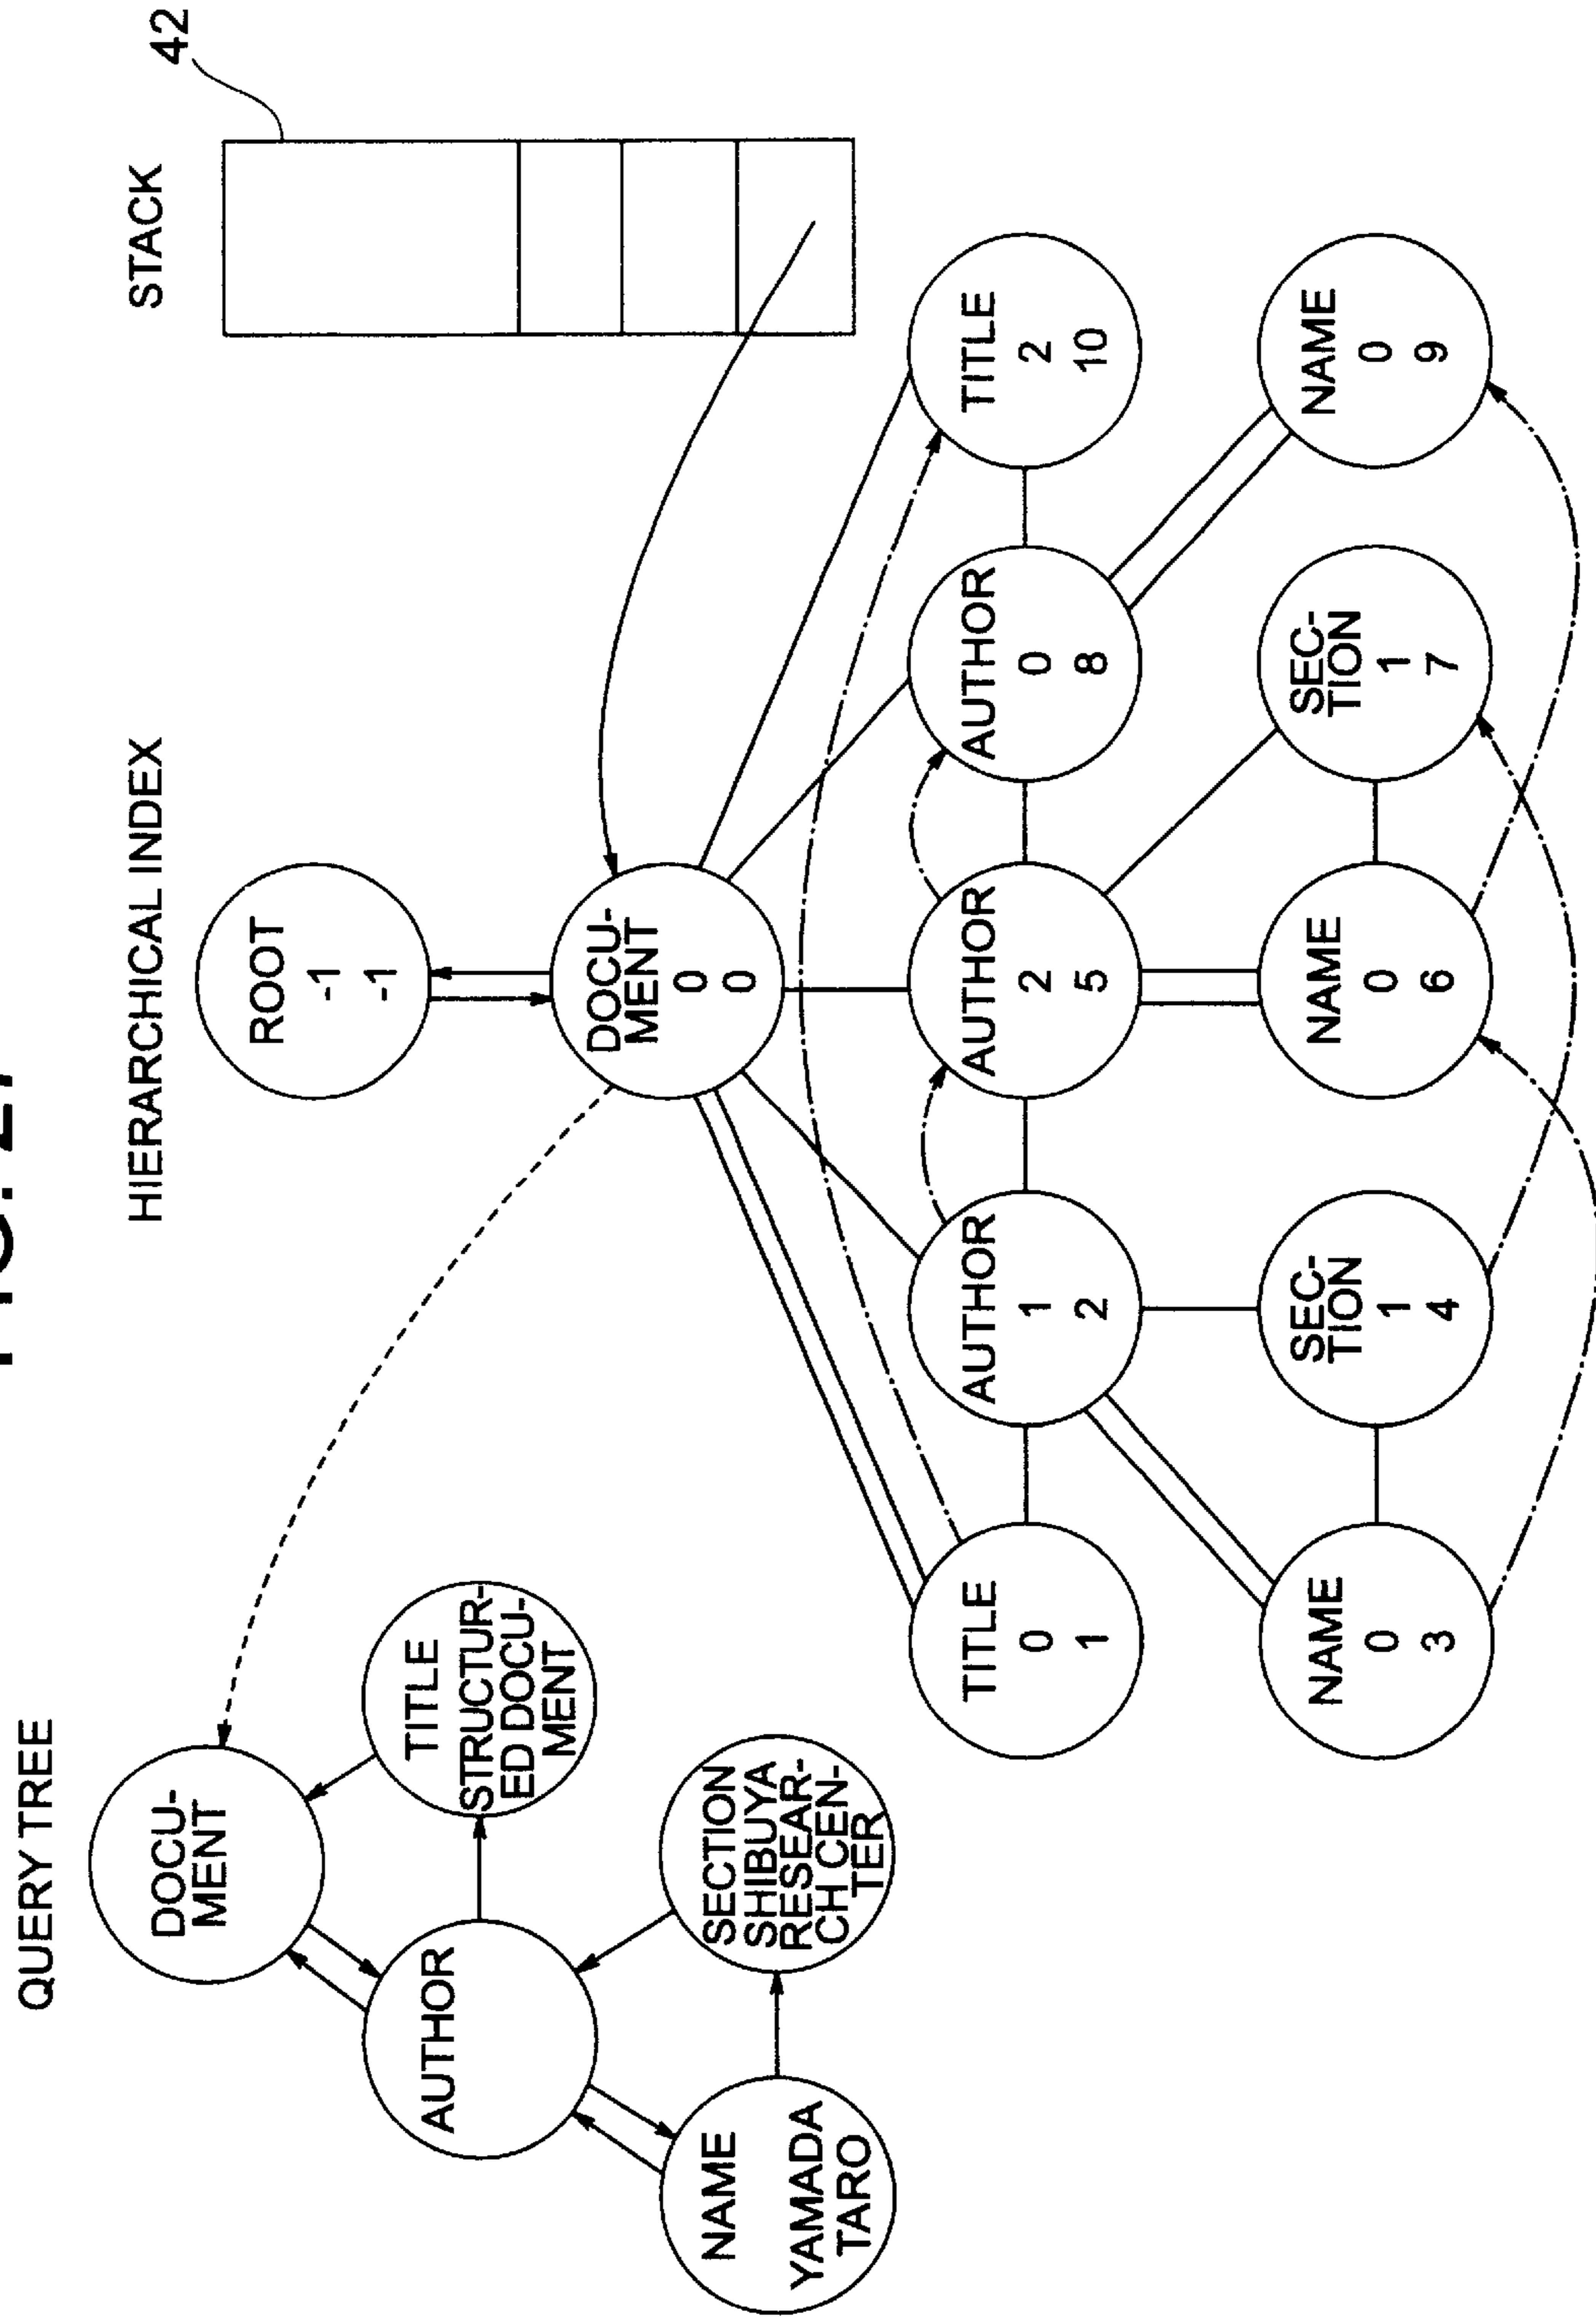 QUERY TREE
DOCU-
MENT
AUTHOR
TITLE
STRUCTUR-
ED DOCU-
MENT
NAME
YAMADA
TARO
SECTION
SHIBUYA
RESEAR-
CH CEN-
TER
HIERARCHICAL INDEX
ROOT
-1
-1
DOCU-
MENT
0
0
TITLE
0
1
AUTHOR
1
2
AUTHOR
2
5
AUTHOR
0
8
TITLE
2
10
NAME
0
3
SEC-
TION
1
4
NAME
0
6
SEC-
TION
1
7
NAME
0
9
STACK
42